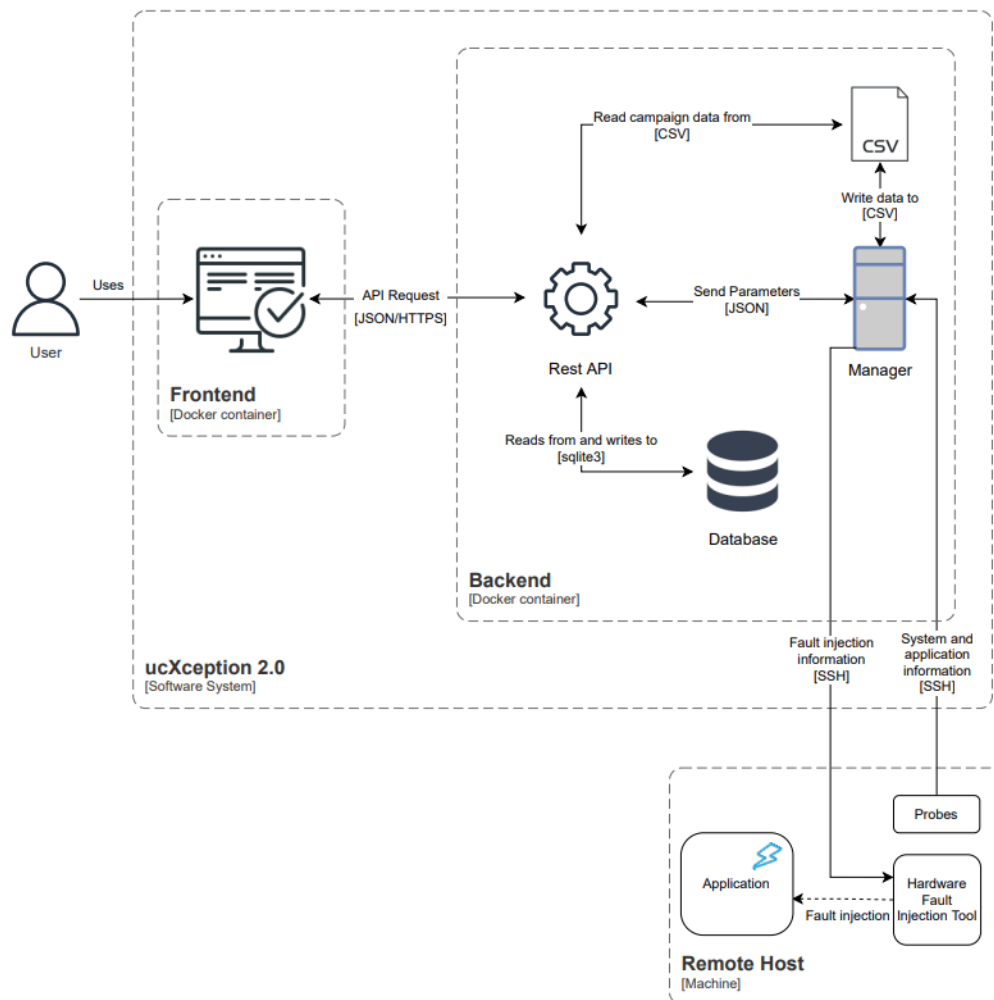 Read campaign data from
[CSV]
CSV
Write data to
[CSV]
Uses
API Request
[JSON/HTTPS]
Send Parameters
[JSON]
User
Rest API
Manager
Frontend
[Docker container]
Reads from and writes to
[sqlite3]
Database
Backend
[Docker container]
Fault injection
information
[SSH]
System and
application
information
[SSH]
ucXception 2.0
[Software System]
Probes
Application
Hardware
Fault
Injection Tool
Fault injection
Remote Host
[Machine]